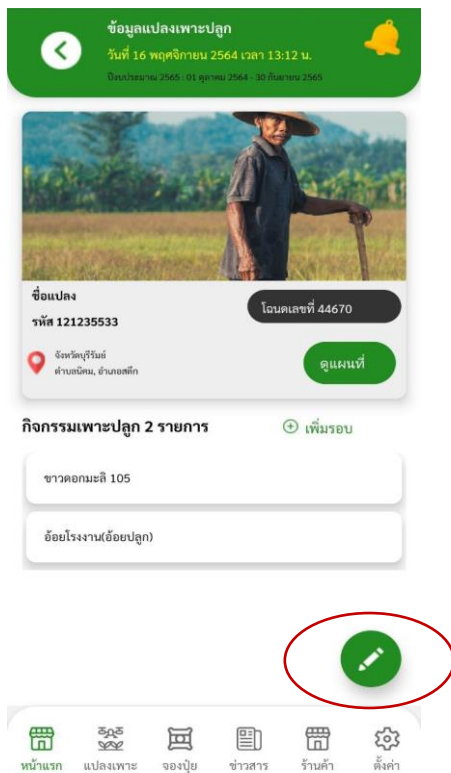 ข้อมูลแปลงเพาะปลูก
วันที่ 16 พฤศจิกายน 2564 เวลา 13:12 น.
ปีงบประมาณ 2565 : 01 ตุลาคม 2564 - 30 กันยายน 2565
ชื่อแปลง
โฉนดเลขที่ 44670
รหัส 121235533
จังหวัดบุรีรัมย์
ตำบลนิคม, อำเภอสตึก
ดูแผนที่
กิจกรรมเพาะปลูก 2 รายการ
เพิ่มรอบ
ขาวดอกมะลิ 105
อ้อยโรงงาน(อ้อยปลูก)
หน้าแรก แปลงเพาะ จองปุ๋ย ข่าวสาร ร้านค้า ตั้งค่า